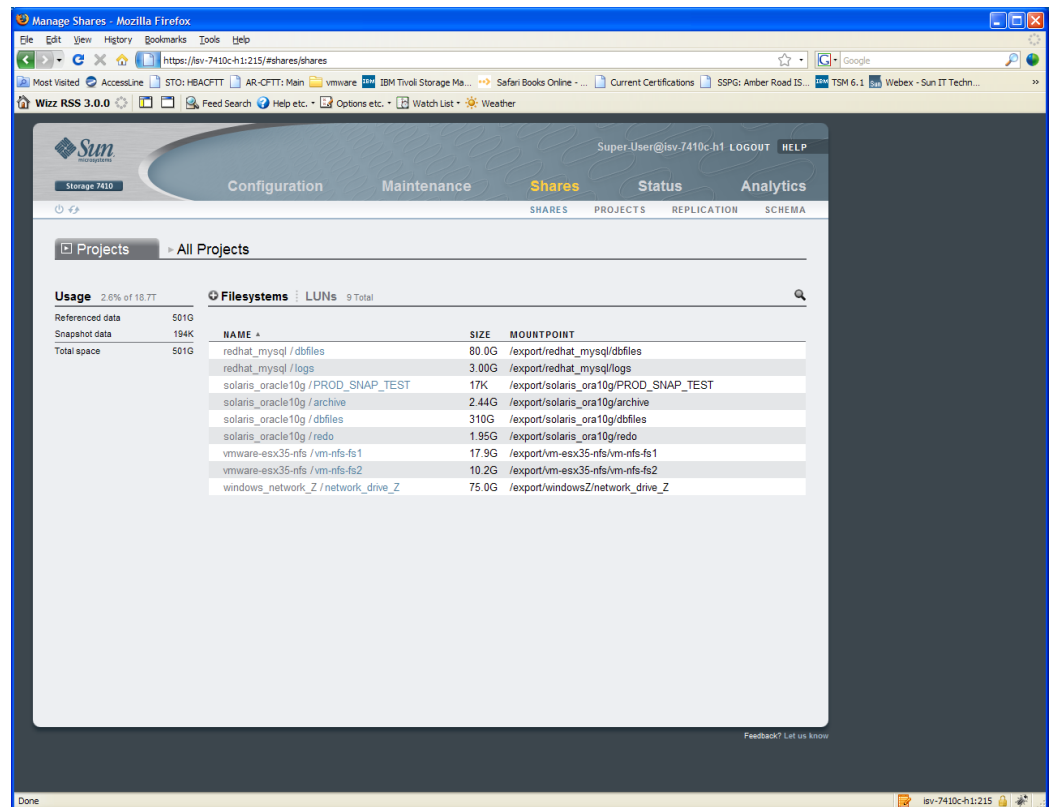 Manage Shares - Mozilla Firefox
File Edit View History Bookmarks Tools Help
https://isv-7410c-h1:215/#shares/shares
Google
Most Visited AccessLine STO: HBACFTT AR-CFTT: Main vmware IBM Tivoli Storage Ma... Safari Books Online - ... Current Certifications SSPG: Amber Road IS... TSM 6.1 Webex - Sun IT Techn... »
Wizz RSS 3.0.0 Feed Search Help etc. Options etc. Watch List Weather
Sun
microsystems
Super-User@isv-7410c-h1 LOGOUT HELP
Storage 7410
Configuration Maintenance Shares Status Analytics
SHARES PROJECTS REPLICATION SCHEMA
Projects All Projects
Usage 2.6% of 18.7T
Filesystems LUNs 9 Total
Referenced data 501G
Snapshot data 194K
Total space 501G
NAME SIZE MOUNTPOINT
redhat_mysql / dbfiles 80.0G /export/redhat_mysql/dbfiles
redhat_mysql / logs 3.00G /export/redhat_mysql/logs
solaris_oracle10g / PROD_SNAP_TEST 17K /export/solaris_ora10g/PROD_SNAP_TEST
solaris_oracle10g / archive 2.44G /export/solaris_ora10g/archive
solaris_oracle10g / dbfiles 310G /export/solaris_ora10g/dbfiles
solaris_oracle10g / redo 1.95G /export/solaris_ora10g/redo
vmware-esx35-nfs / vm-nfs-fs1 17.9G /export/vm-esx35-nfs/vm-nfs-fs1
vmware-esx35-nfs / vm-nfs-fs2 10.2G /export/vm-esx35-nfs/vm-nfs-fs2
windows_network_Z / network_drive_Z 75.0G /export/windowsZ/network_drive_Z
Feedback? Let us know
Done
isv-7410c-h1:215